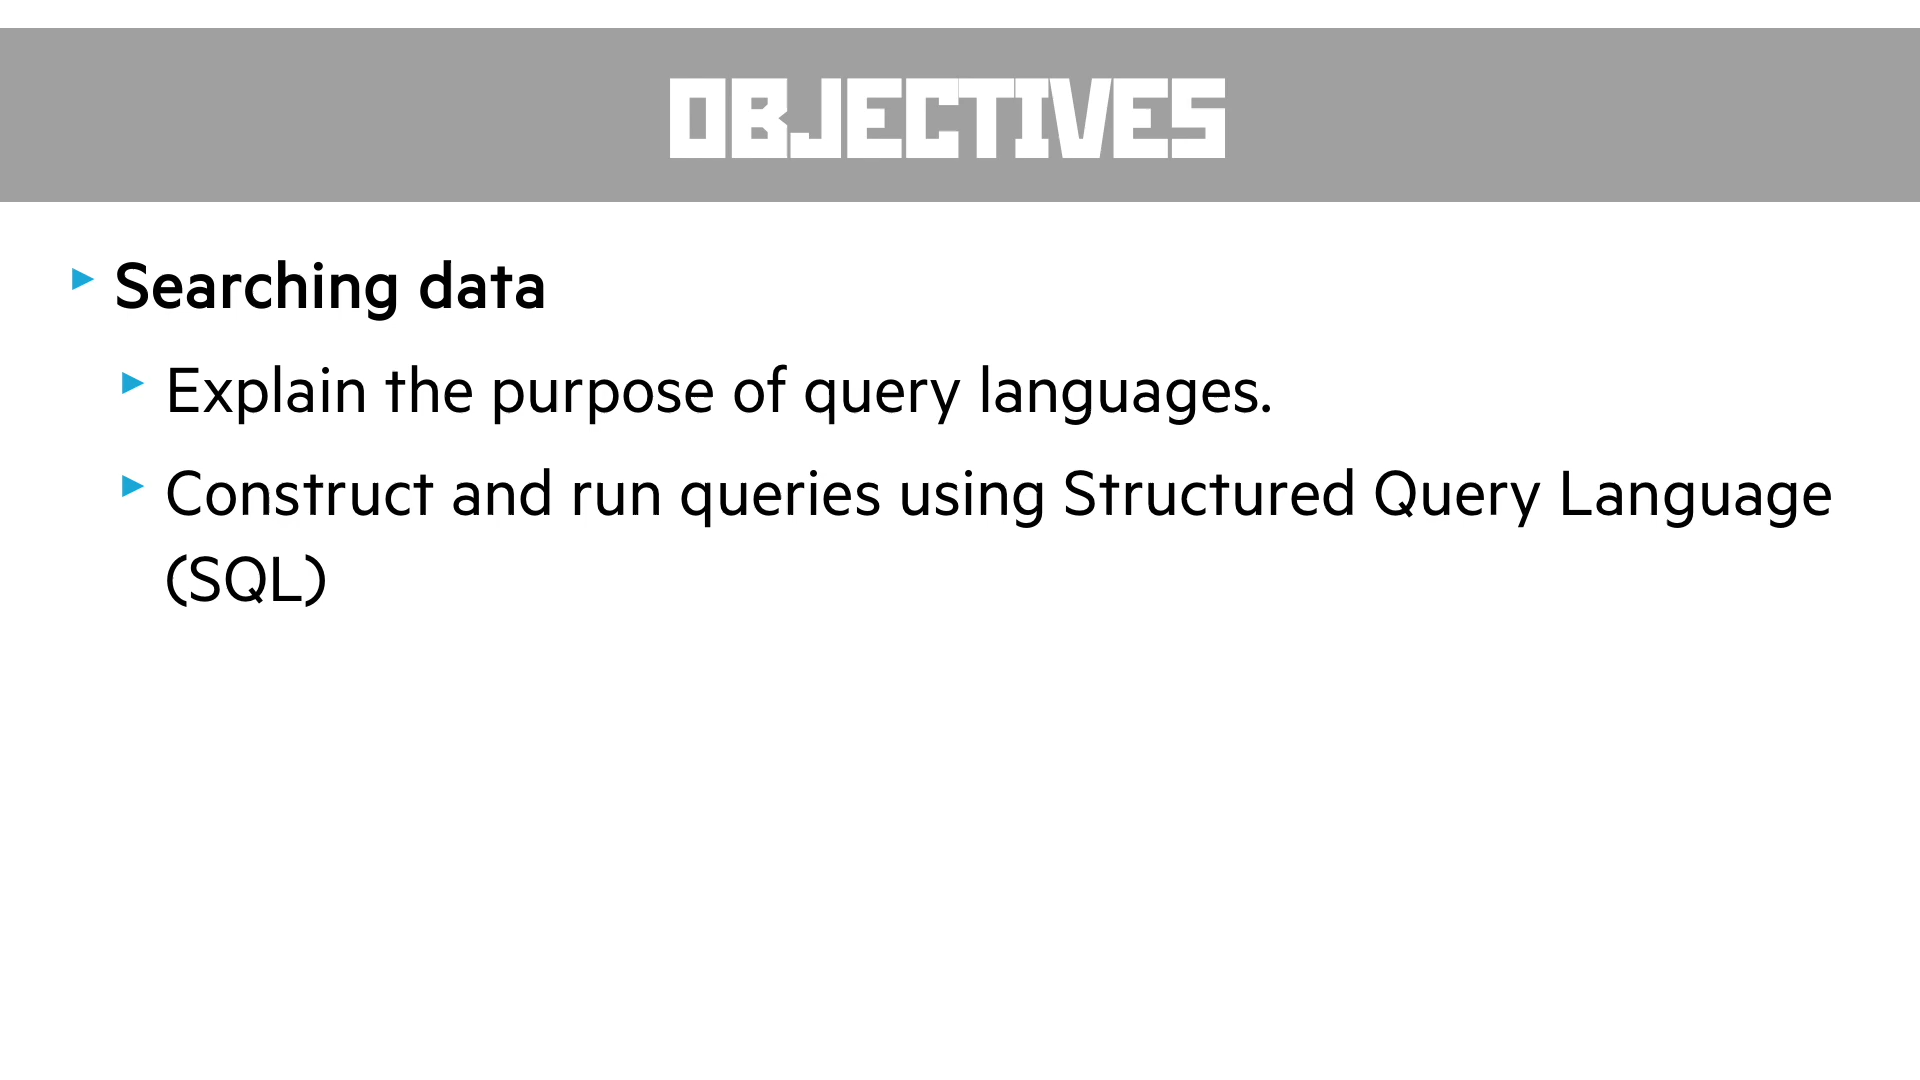 OBJECTIVES
Searching data
Explain the purpose of query languages.
Construct and run queries using Structured Query Language
(SQL)